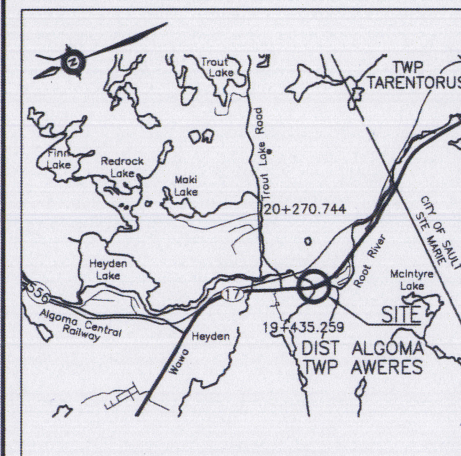 N
Trout
Lake
TWP
TARENTORUS
Finn
Lake
Redrock
Lake
Maki
Lake
Trout Lake Road
20+270.744
CITY OF SAULT
STE MARIE
Heyden
Lake
Root River
McIntyre
Lake
556
17
Algoma Central
Railway
SITE
19+435.259
Heyden
Wawa
DIST ALGOMA
TWP AWERES